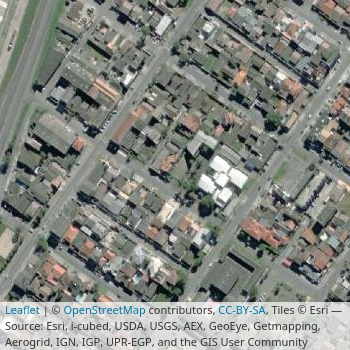 Leaflet | © OpenStreetMap contributors, CC-BY-SA, Tiles © Esri —
Source: Esri, i-cubed, USDA, USGS, AEX, GeoEye, Getmapping,
Aerogrid, IGN, IGP, UPR-EGP, and the GIS User Community